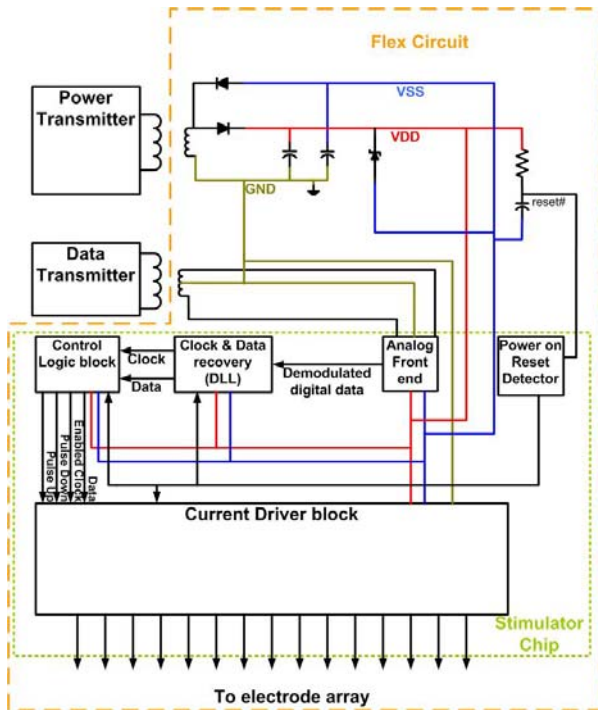 Flex Circuit
Power
Transmitter
VSS
VDD
GND
reset#
Data
Transmitter
Control
Logic block
Clock
Data
Clock & Data
recovery
(DLL)
Demodulated
digital data
Analog
Front
end
Power on
Reset
Detector
Pulse Up
Pulse Down
Enabled Clock
Data
Current Driver block
Stimulator
Chip
To electrode array